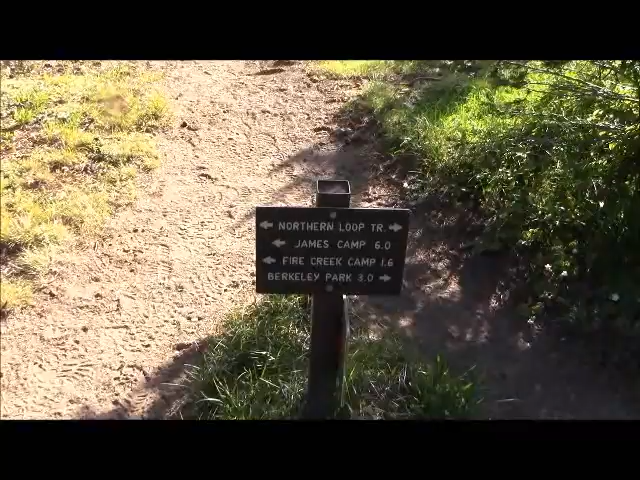 ← NORTHERN LOOP TR. →
← JAMES CAMP 6.0
← FIRE CREEK CAMP 1.6
BERKELEY PARK 3.0 →